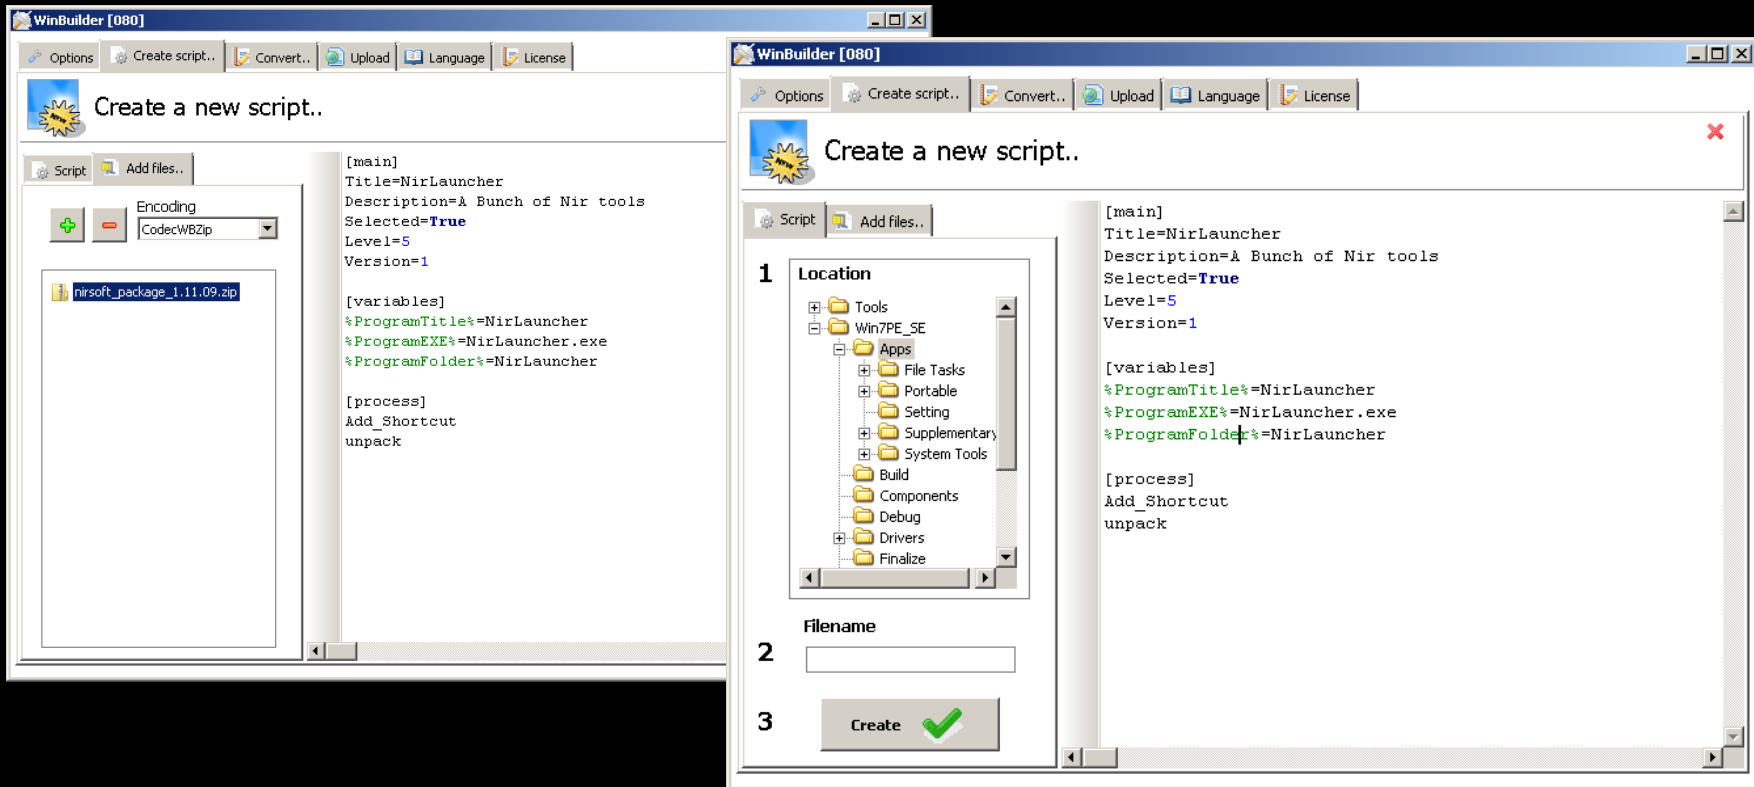 WinBuilder [080]
Options
Create script..
Convert..
Upload
Language
License
Create a new script..
Script
Add files..
Encoding
CodecWBZip
nirsoft_package_1.11.09.zip
[main]
Title=NirLauncher
Description=A Bunch of Nir tools
Selected=True
Level=5
Version=1
[variables]
%ProgramTitle%=NirLauncher
%ProgramEXE%=NirLauncher.exe
%ProgramFolder%=NirLauncher
[process]
Add_Shortcut
unpack
WinBuilder [080]
Options
Create script..
Convert..
Upload
Language
License
Create a new script..
Script
Add files..
1
Location
Tools
Win7PE_SE
Apps
File Tasks
Portable
Setting
Supplementary
System Tools
Build
Components
Debug
Drivers
Finalize
Filename
2
3
Create
[main]
Title=NirLauncher
Description=A Bunch of Nir tools
Selected=True
Level=5
Version=1
[variables]
%ProgramTitle%=NirLauncher
%ProgramEXE%=NirLauncher.exe
%ProgramFolder%=NirLauncher
[process]
Add_Shortcut
unpack